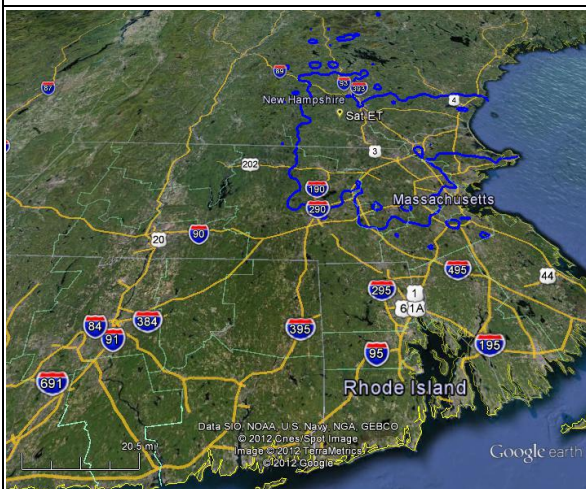 89
93
393
87
New Hampshire
4
Sat ET
3
202
190
Massachusetts
290
90
20
495
295
44
1
6 1A
84
384
91
395
195
95
691
Rhode Island
Data SIO, NOAA, U.S. Navy, NGA, GEBCO
© 2012 Cnes/Spot Image
Image © 2012 TerraMetrics
© 2012 Google
20.5 mi
Google earth